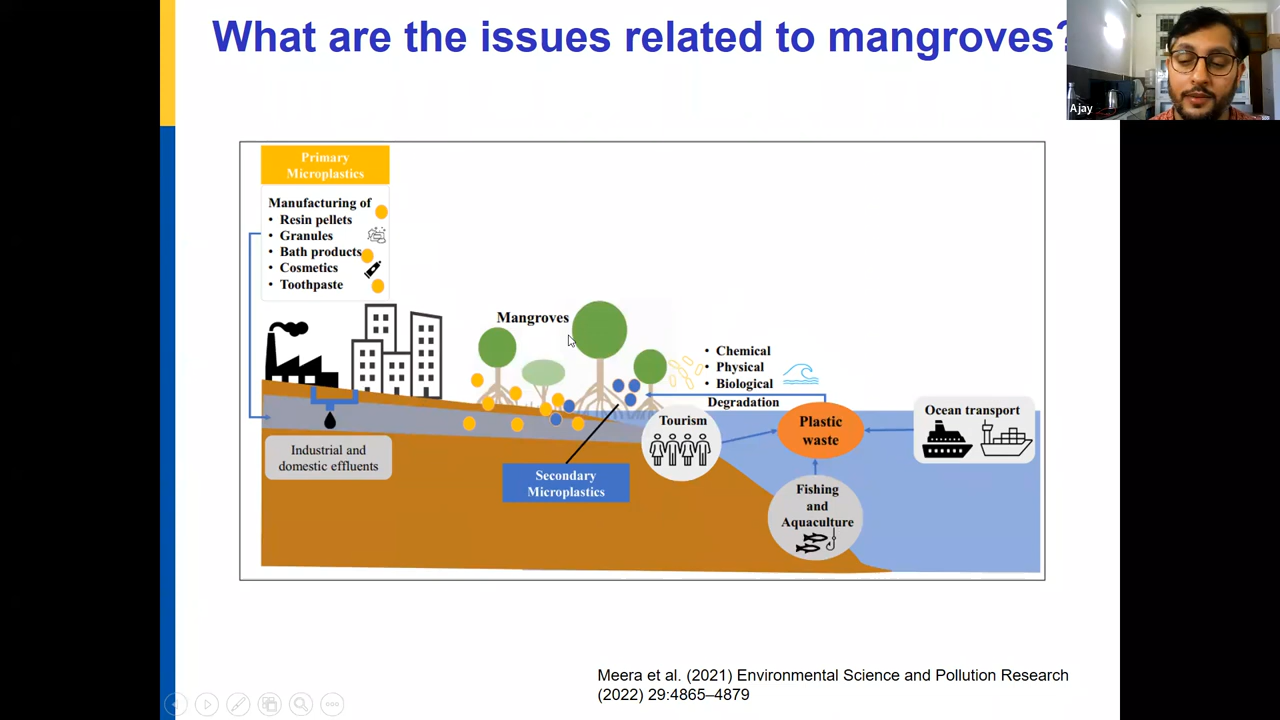 What are the issues related to mangroves?
Ajay
Primary
Microplastics
Manufacturing of
• Resin pellets
• Granules
• Bath products
• Cosmetics
• Toothpaste
Mangroves
• Chemical
• Physical
• Biological
Degradation
Tourism
Plastic
waste
Ocean transport
Industrial and
domestic effluents
Secondary
Microplastics
Fishing
and
Aquaculture
Meera et al. (2021) Environmental Science and Pollution Research
(2022) 29:4865–4879